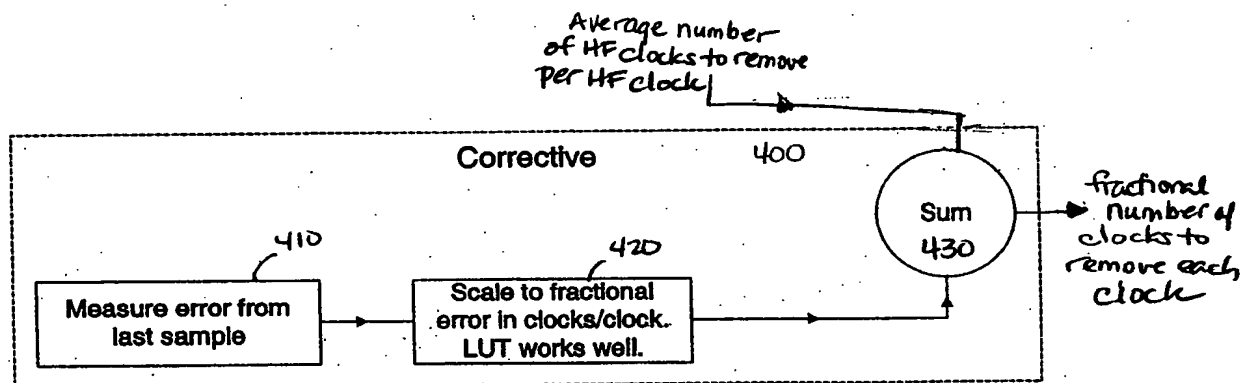 Average number
of HF clocks to remove
per HF clock
Corrective
400
Sum
430
fractional
number of
clocks to
remove each
clock
410
420
Measure error from
last sample
Scale to fractional
error in clocks/clock.
LUT works well.